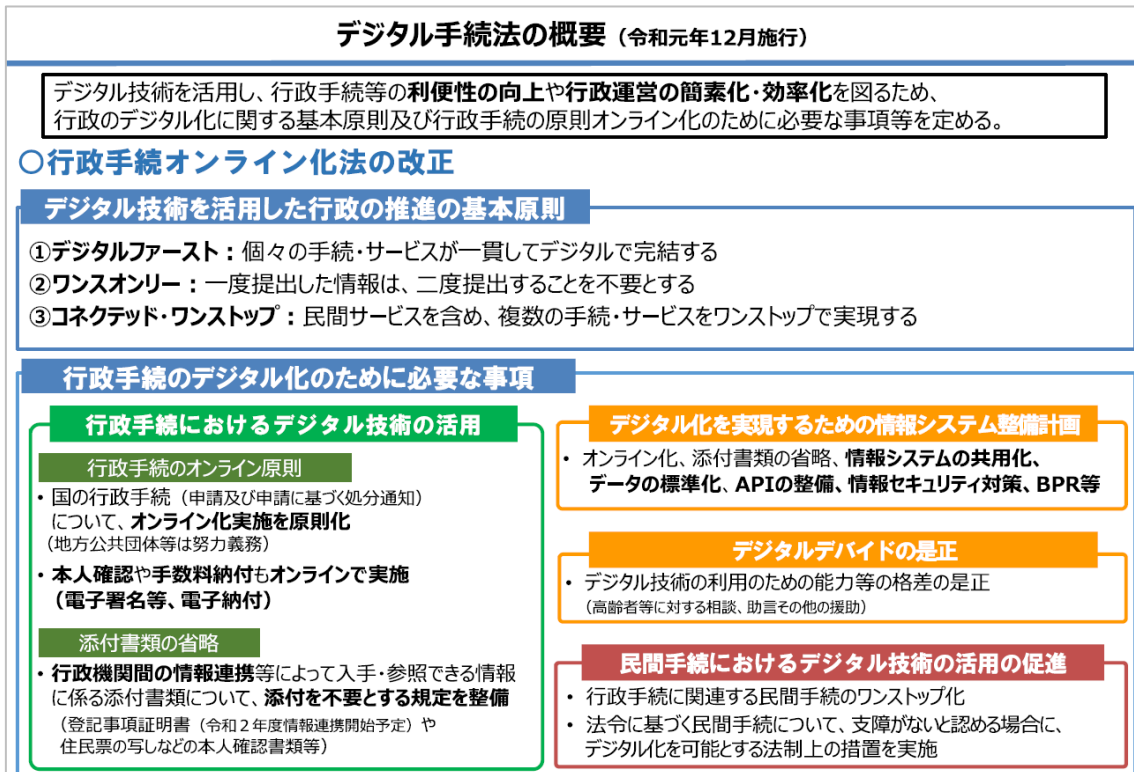 デジタル手続法の概要（令和元年12月施行）
デジタル技術を活用し、行政手続等の利便性の向上や行政運営の簡素化・効率化を図るため、
行政のデジタル化に関する基本原則及び行政手続の原則オンライン化のために必要な事項等を定める。
〇行政手続オンライン化法の改正
デジタル技術を活用した行政の推進の基本原則
①デジタルファースト：個々の手続・サービスが一貫してデジタルで完結する
②ワンスオンリー：一度提出した情報は、二度提出することを不要とする
③コネクテッド・ワンストップ：民間サービスを含め、複数の手続・サービスをワンストップで実現する
行政手続のデジタル化のために必要な事項
行政手続におけるデジタル技術の活用
行政手続のオンライン原則
・国の行政手続（申請及び申請に基づく処分通知）
について、オンライン化実施を原則化
（地方公共団体等は努力義務）
・本人確認や手数料納付もオンラインで実施
（電子署名等、電子納付）
添付書類の省略
・行政機関間の情報連携等によって入手・参照できる情報
に係る添付書類について、添付を不要とする規定を整備
（登記事項証明書（令和２年度情報連携開始予定）や
住民票の写しなどの本人確認書類等）
デジタル化を実現するための情報システム整備計画
・オンライン化、添付書類の省略、情報システムの共用化、
データの標準化、APIの整備、情報セキュリティ対策、BPR等
デジタルデバイドの是正
・デジタル技術の利用のための能力等の格差の是正
（高齢者等に対する相談、助言その他の援助）
民間手続におけるデジタル技術の活用の促進
・行政手続に関連する民間手続のワンストップ化
・法令に基づく民間手続について、支障がないと認める場合に、
デジタル化を可能とする法制上の措置を実施